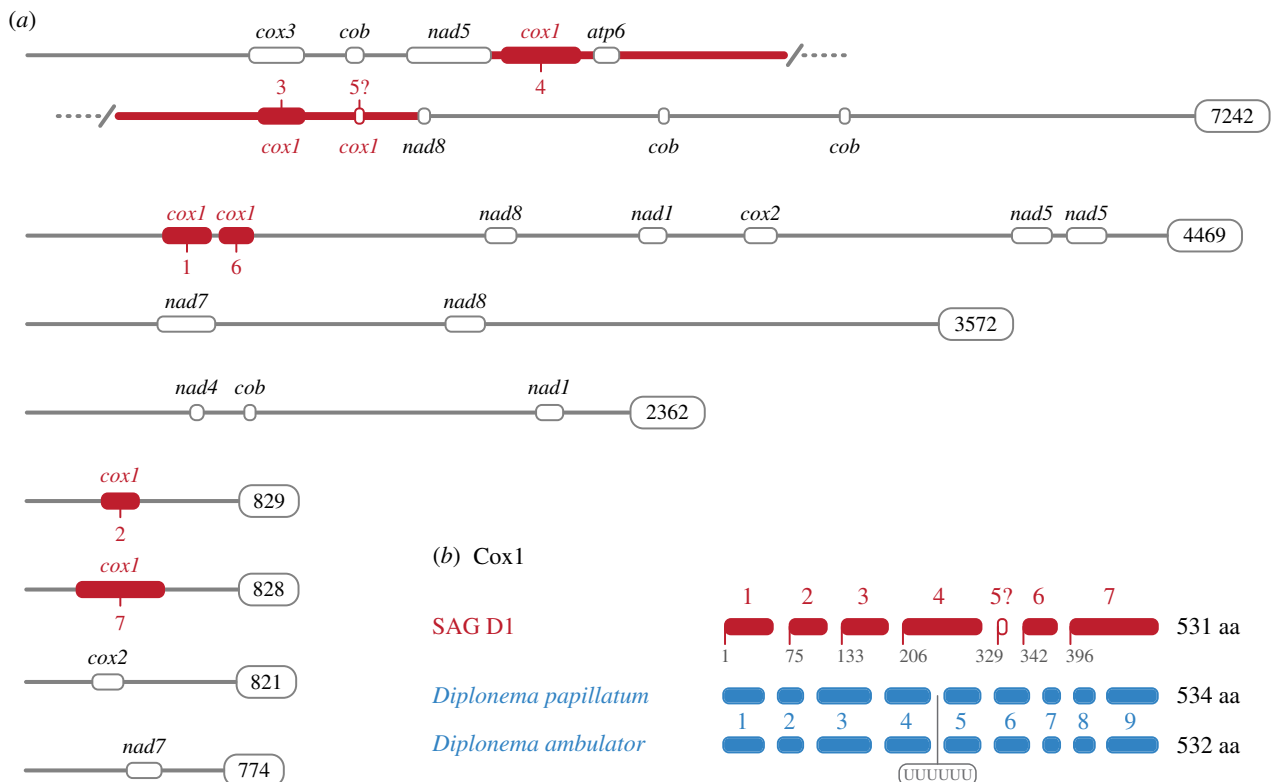 (a)
cox3 cob nad5 cox1 atp6
4
3 5?
7242
cox1 cox1 nad8 cob cob
cox1 cox1 nad8 nad1 cox2 nad5 nad5
4469
1 6
nad7 nad8
3572
nad4 cob nad1
2362
cox1
829
2
cox1
828
7
cox2
821
nad7
774
(b) Cox1
1 2 3 4 5? 6 7
SAG D1 531 aa
1 75 133 206 329 342 396
Diplonema papillatum 534 aa
1 2 3 4 5 6 7 8 9
Diplonema ambulator 532 aa
UUUUUU